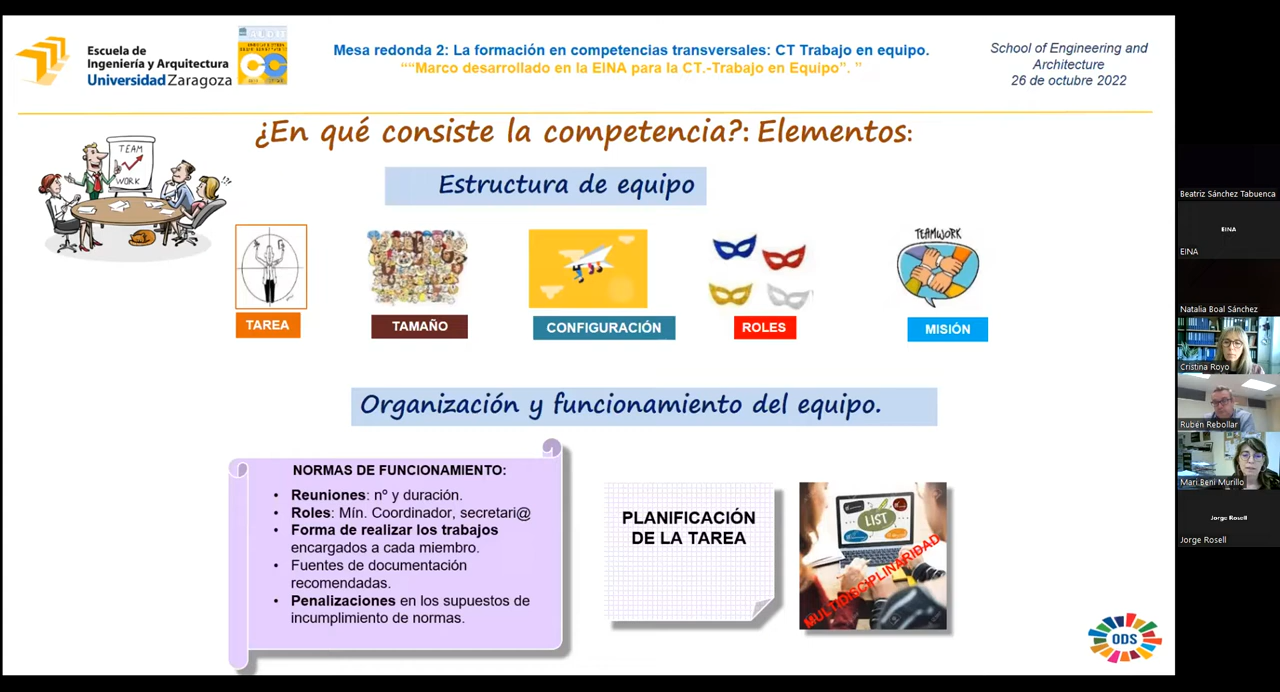 Escuela de
Ingeniería y Arquitectura
Universidad Zaragoza
Mesa redonda 2: La formación en competencias transversales: CT Trabajo en equipo.
““Marco desarrollado en la EINA para la CT.-Trabajo en Equipo”. ”
School of Engineering and
Architecture
26 de octubre 2022
¿En qué consiste la competencia?: Elementos:
TEAM
WORK
Estructura de equipo
TEAMWORK
TAREA
TAMAÑO
CONFIGURACIÓN
ROLES
MISIÓN
Organización y funcionamiento del equipo.
NORMAS DE FUNCIONAMIENTO:
• Reuniones: nº y duración.
• Roles: Mín. Coordinador, secretari@
• Forma de realizar los trabajos
encargados a cada miembro.
• Fuentes de documentación
recomendadas.
• Penalizaciones en los supuestos de
incumplimiento de normas.
PLANIFICACIÓN
DE LA TAREA
LIST
MULTIDISCIPLINARIDAD
ODS
Beatriz Sánchez Tabuenca
EINA
EINA
Natalia Boal Sánchez
Cristina Royo
Rubén Rebollar
Mari.Beni Murillo
Jorge Rosell
Jorge Rosell